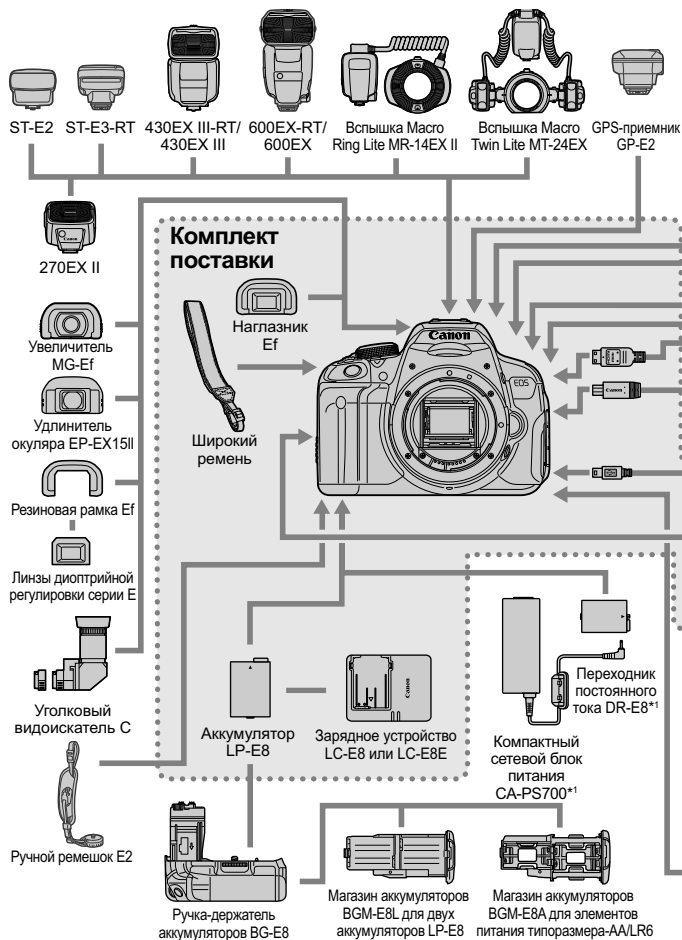 ST-E2
ST-E3-RT
430EX III-RT/
430EX III
600EX-RT/
600EX
Вспышка Macro
Ring Lite MR-14EX II
Вспышка Macro
Twin Lite MT-24EX
GPS-приемник
GP-E2
Canon
270EX II
Комплект
поставки
Наглазник
Ef
Увеличитель
MG-Ef
Удлинитель
окуляра EP-EX15II
Резиновая рамка Ef
Линзы диоптрийной
регулировки серии E
Уголковый
видоискатель C
Широкий
ремень
Canon
EOS
Canon
Аккумулятор
LP-E8
Canon
Зарядное устройство
LC-E8 или LC-E8E
Переходник
постоянного
тока DR-E8*1
Компактный
сетевой блок
питания
CA-PS700*1
Ручной ремешок E2
Ручка-держатель
аккумуляторов BG-E8
Магазин аккумуляторов
BGM-E8L для двух
аккумуляторов LP-E8
Магазин аккумуляторов
BGM-E8A для элементов
питания типоразмера-AA/LR6